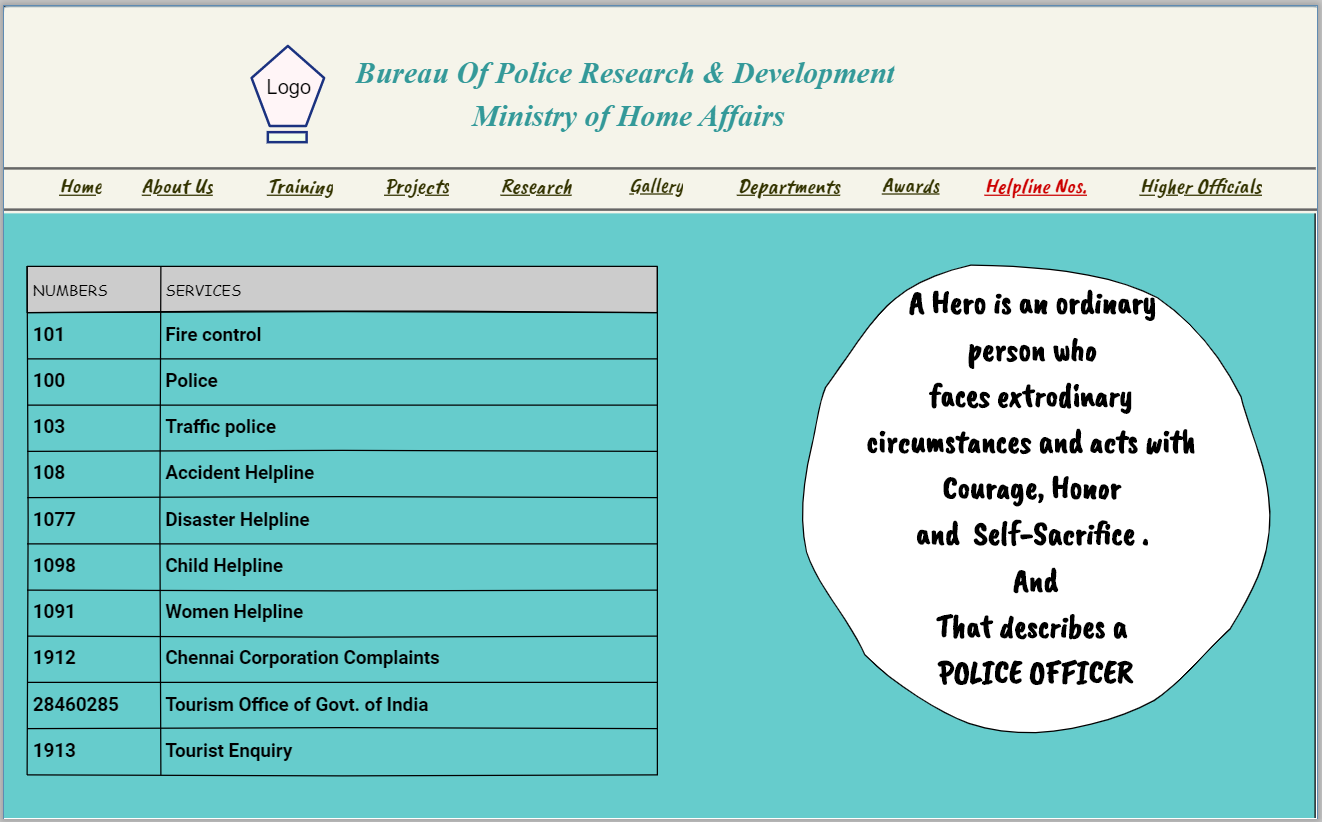 Logo
Bureau Of Police Research & Development
Ministry of Home Affairs
Home About Us Training Projects Research Gallery Departments Awards Helpline Nos. Higher Officials
NUMBERS SERVICES
101 Fire control
100 Police
103 Traffic police
108 Accident Helpline
1077 Disaster Helpline
1098 Child Helpline
1091 Women Helpline
1912 Chennai Corporation Complaints
28460285 Tourism Office of Govt. of India
1913 Tourist Enquiry
A Hero is an ordinary
person who
faces extrodinary
circumstances and acts with
Courage, Honor
and Self-Sacrifice .
And
That describes a
POLICE OFFICER